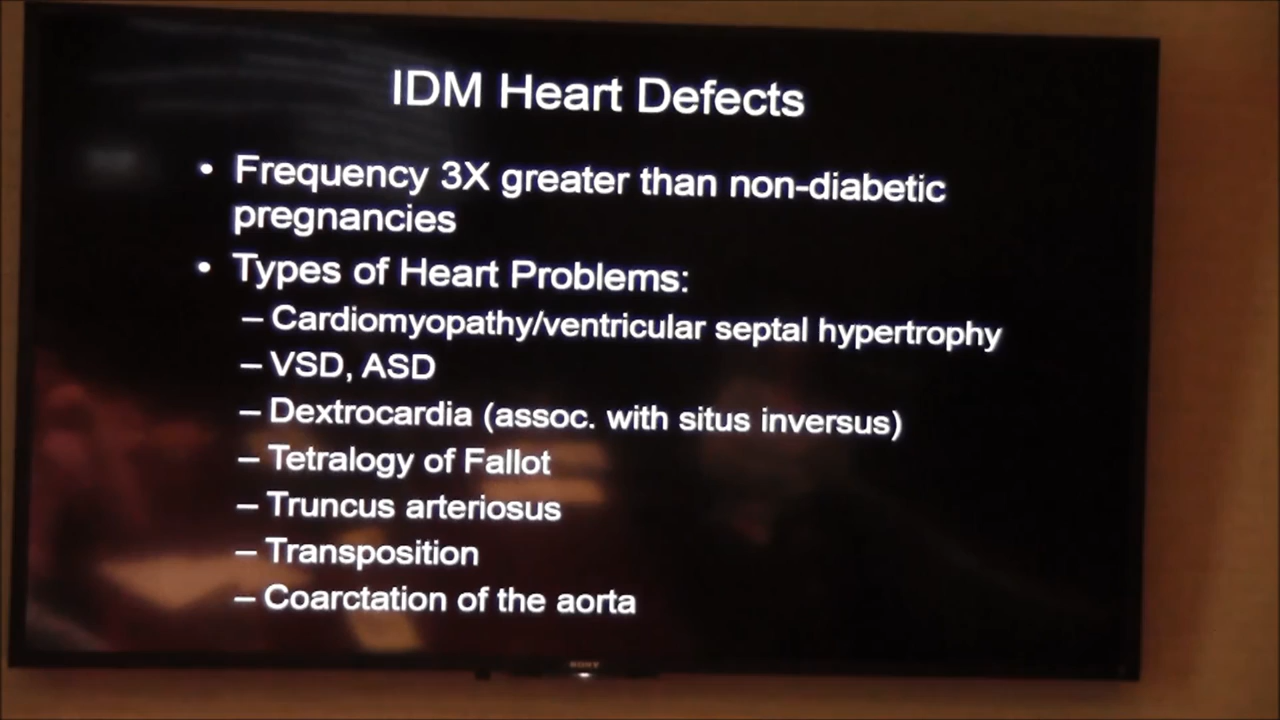 IDM Heart Defects
• Frequency 3X greater than non-diabetic
pregnancies
• Types of Heart Problems:
– Cardiomyopathy/ventricular septal hypertrophy
– VSD, ASD
– Dextrocardia (assoc. with situs inversus)
– Tetralogy of Fallot
– Truncus arteriosus
– Transposition
– Coarctation of the aorta
SONY